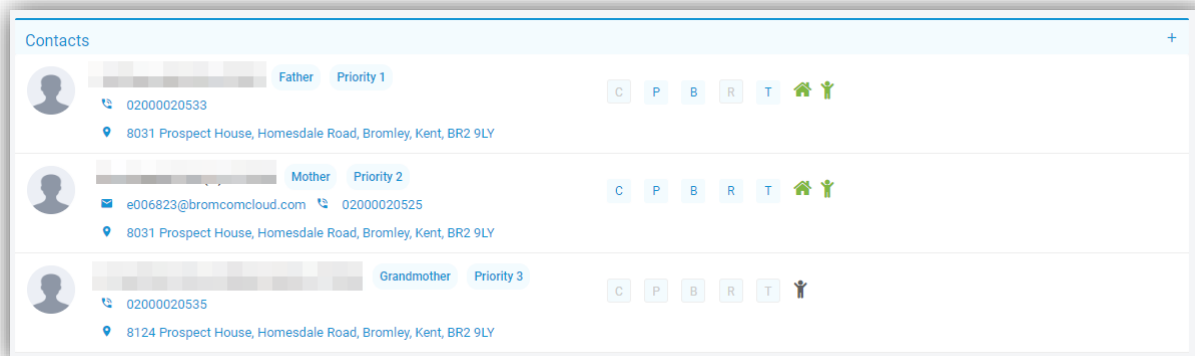 Contacts +
Father Priority 1
C P B R T
02000020533
8031 Prospect House, Homesdale Road, Bromley, Kent, BR2 9LY
Mother Priority 2
C P B R T
e006823@bromcomcloud.com 02000020525
8031 Prospect House, Homesdale Road, Bromley, Kent, BR2 9LY
Grandmother Priority 3
C P B R T
02000020535
8124 Prospect House, Homesdale Road, Bromley, Kent, BR2 9LY